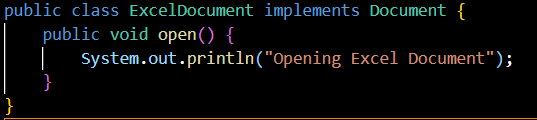 public class ExcelDocument implements Document {
    public void open() {
        System.out.println("Opening Excel Document");
    }
}